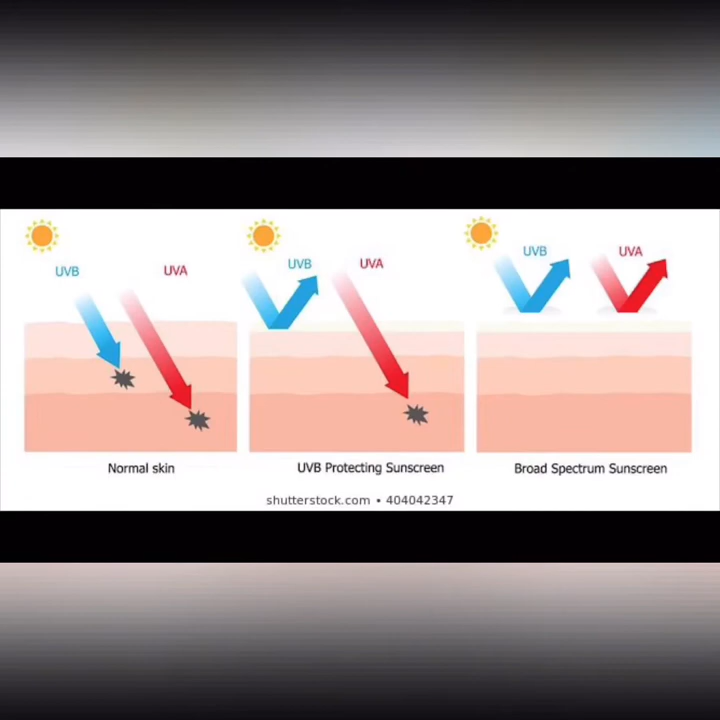 UVB
UVA
UVB
UVA
UVB
UVA
Normal skin
UVB Protecting Sunscreen
Broad Spectrum Sunscreen
shutterstock.com • 404042347